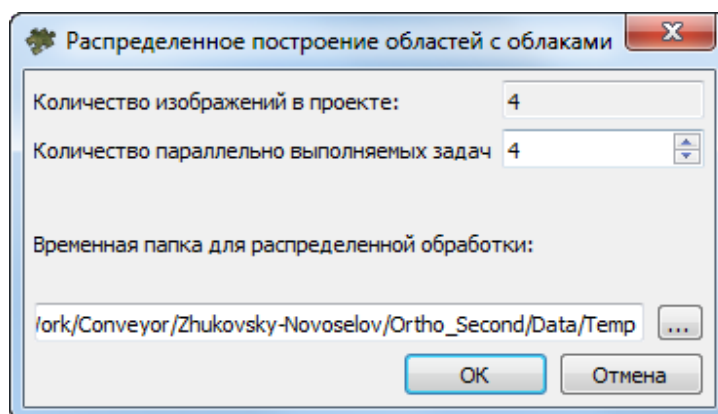 Распределенное построение областей с облаками
Количество изображений в проекте: 4
Количество параллельно выполняемых задач 4
Временная папка для распределенной обработки:
/ork/Conveyor/Zhukovsky-Novoselov/Ortho_Second/Data/Temp ...
OK Отмена